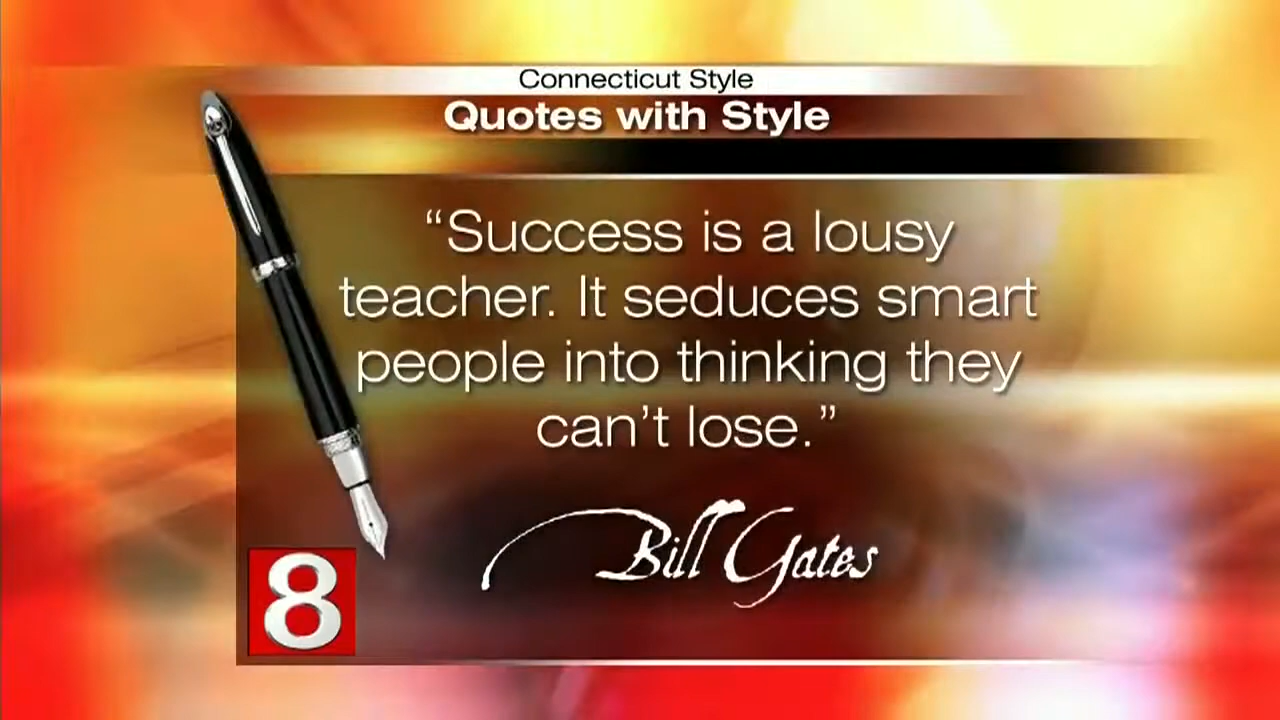 Connecticut Style
Quotes with Style
“Success is a lousy
teacher. It seduces smart
people into thinking they
can’t lose.”
Bill Gates
8